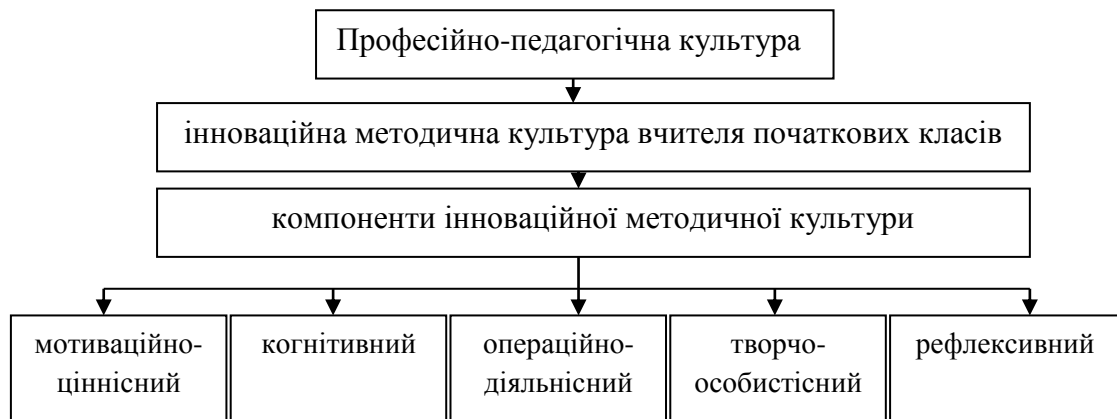 Професійно-педагогічна культура
інноваційна методична культура вчителя початкових класів
компоненти інноваційної методичної культури
мотиваційно-
ціннісний
когнітивний
операційно-
діяльнісний
творчо-
особистісний
рефлексивний